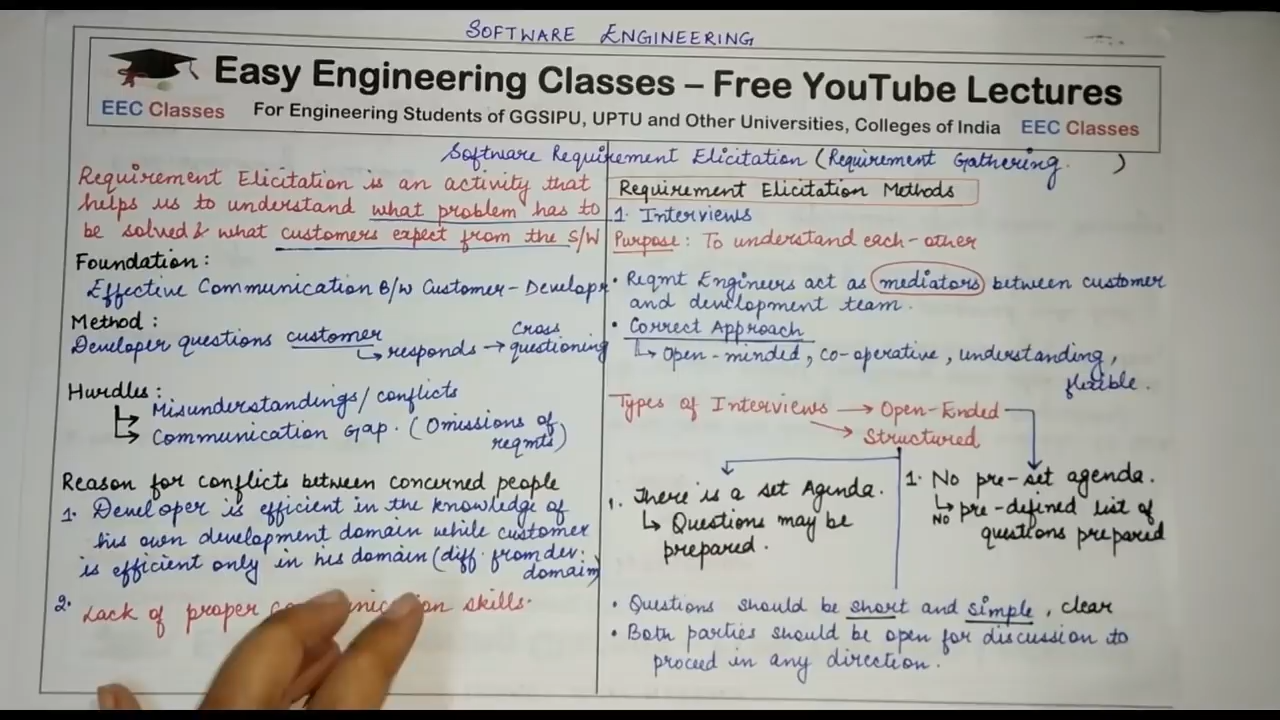 SOFTWARE ENGINEERING
Easy Engineering Classes – Free YouTube Lectures
EEC Classes For Engineering Students of GGSIPU, UPTU and Other Universities, Colleges of India EEC Classes
Software Requirement Elicitation (Requirement Gathering )
Requirement Elicitation is an activity that
helps us to understand what problem has to
be solved & what customers expect from the S/W
Foundation :
Effective Communication B/W Customer - Developr
Method :
Developer questions customer
↳ responds → cross
questioning
Hurdles :
↳ Misunderstandings/ conflicts
↳ Communication Gap. (Omissions of
reqmts)
Reason for conflicts between concerned people
1. Developer is efficient in the knowledge of
his own development domain while customer
is efficient only in his domain (diff. from dev.
domain)
2. Lack of proper skills.
Requirement Elicitation Methods
1. Interviews
Purpose : To understand each-other
• Reqmt Engineers act as mediators between customer
and development team.
• Correct Approach
↳ Open-minded, co-operative, understanding,
flexible.
Types of Interviews → Open-Ended
→ Structured
1. There is a set Agenda.
↳ Questions may be
prepared.
1. No pre-set agenda.
↳ No pre-defined list of
questions prepared
• Questions should be short and simple, clear
• Both parties should be open for discussion to
proceed in any direction.